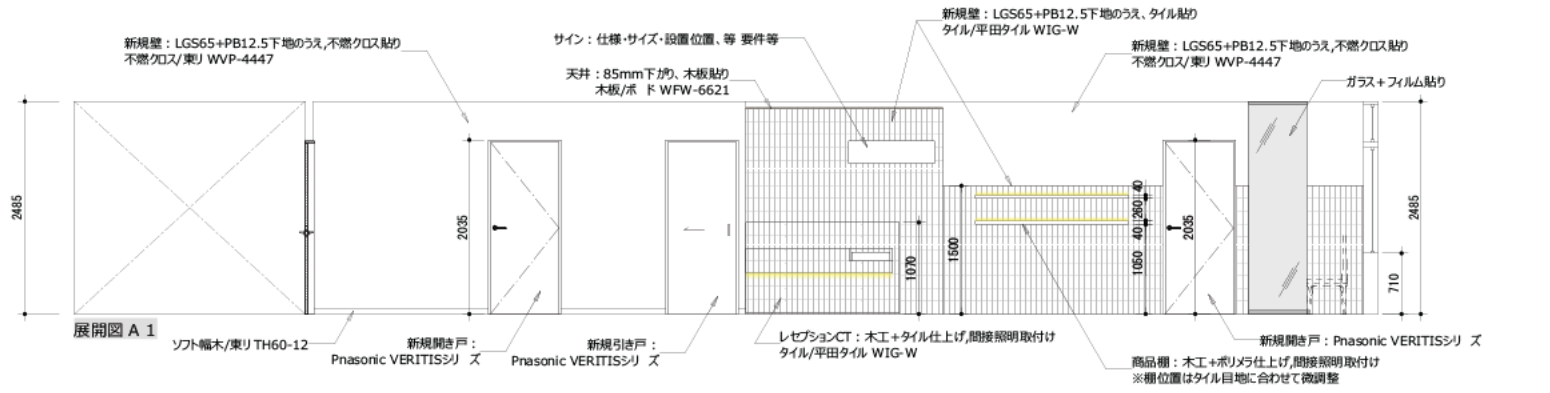 新規壁：LGS65+PB12.5下地のうえ、タイル貼り
タイル/平田タイル WIG-W
新規壁：LGS65+PB12.5下地のうえ,不燃クロス貼り
不燃クロス/東リ WVP-4447
サイン：仕様・サイズ・設置位置、等 要件等
新規壁：LGS65+PB12.5下地のうえ,不燃クロス貼り
不燃クロス/東リ WVP-4447
天井：85mm下がり、木板貼り
木板/ボ ド WFW-6621
ガラス+フィルム貼り
2485
2035
1070
1500
40
260
40
1050
2035
2485
710
展開図 A 1
ソフト幅木/東リ TH60-12
新規開き戸：
Pnasonic VERITISシリ ズ
新規引き戸：
Pnasonic VERITISシリ ズ
レセプションCT：木工+タイル仕上げ,間接照明取付け
タイル/平田タイル WIG-W
新規開き戸：Pnasonic VERITISシリ ズ
商品棚：木工+ポリメラ仕上げ,間接照明取付け
※棚位置はタイル目地に合わせて微調整